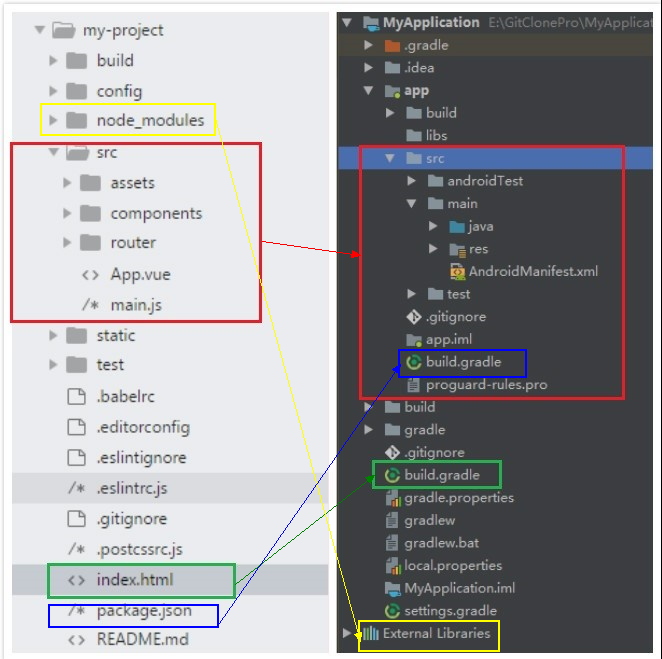 my-project
build
config
node_modules
src
assets
components
router
<> App.vue
/* main.js
static
test
.babelrc
.editorconfig
.eslintignore
/* .eslintrc.js
.gitignore
/* .postcssrc.js
<> index.html
/* package.json
<> README.md
MyApplication E:\GitClonePro\MyApplicat
.gradle
.idea
app
build
libs
src
androidTest
main
java
res
AndroidManifest.xml
test
.gitignore
app.iml
build.gradle
proguard-rules.pro
build
gradle
.gitignore
build.gradle
gradle.properties
gradlew
gradlew.bat
local.properties
MyApplication.iml
settings.gradle
External Libraries